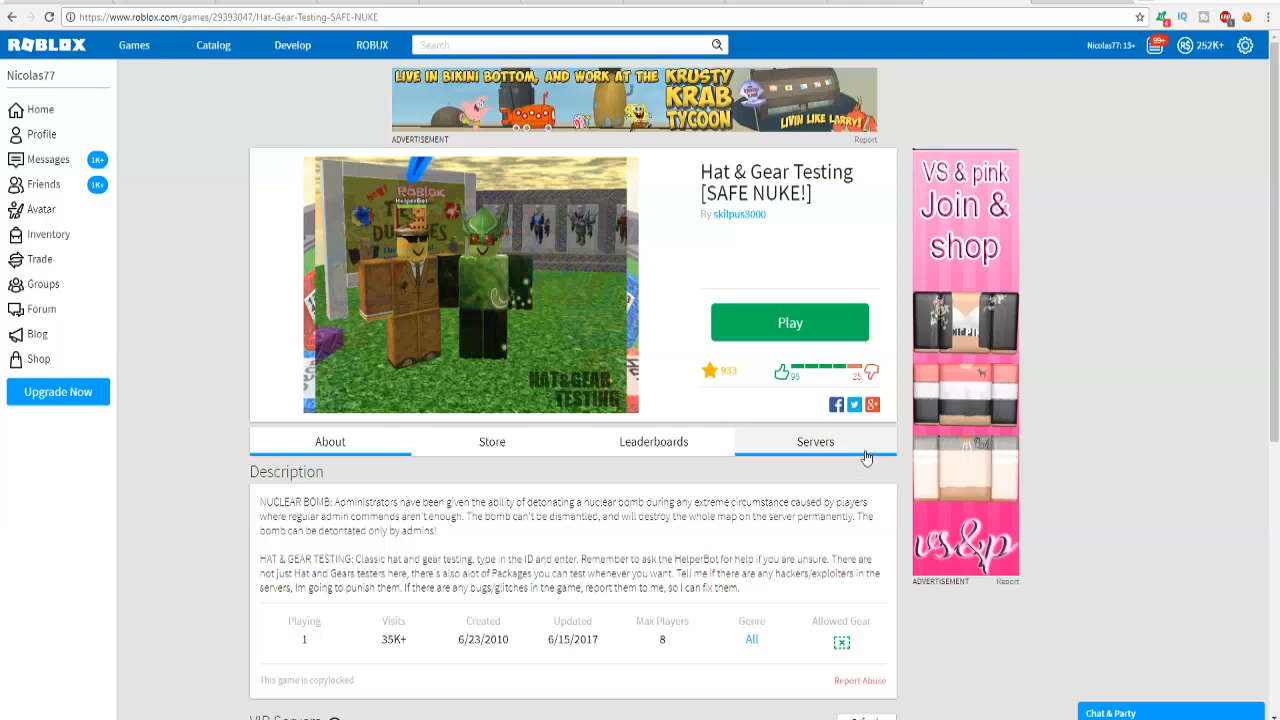 https://www.roblox.com/games/29393047/Hat-Gear-Testing-SAFE-NUKE
IQ
ROBLOX
Games
Catalog
Develop
ROBUX
Search
Nicolas77: 13+
99+
R$ 252K+
Nicolas77
Home
Profile
Messages 1K+
Friends 1K+
Avatar
Inventory
Trade
Groups
Forum
Blog
Shop
Upgrade Now
LIVE IN BIKINI BOTTOM, AND WORK AT THE
KRUSTY
KRAB
TYCOON
LIVIN LIKE LARRY!
ADVERTISEMENT
Report
ROBLOX
HelperBot
HAT&GEAR
TESTING
Hat & Gear Testing
[SAFE NUKE!]
By skilpus3000
Play
933
95
25
About
Store
Leaderboards
Servers
Description
NUCLEAR BOMB: Administrators have been given the ability of detonating a nuclear bomb during any extreme circumstance caused by players
where regular admin commands aren't enough. The bomb can't be dismantled, and will destroy the whole map on the server permanently. The
bomb can be detontated only by admins!
HAT & GEAR TESTING: Classic hat and gear testing, type in the ID and enter. Remember to ask the HelperBot for help if you are unsure. There are
not just Hat and Gears testers here, there's also alot of Packages you can test whenever you want. Tell me if there are any hackers/exploiters in the
servers, Im going to punish them. If there are any bugs/glitches in the game, report them to me, so I can fix them.
Playing
Visits
Created
Updated
Max Players
Genre
Allowed Gear
1
35K+
6/23/2010
6/15/2017
8
All
This game is copylocked
Report Abuse
VIP Servers
VS & pink
Join &
shop
Pink
vs&p
ADVERTISEMENT
Report
Chat & Party